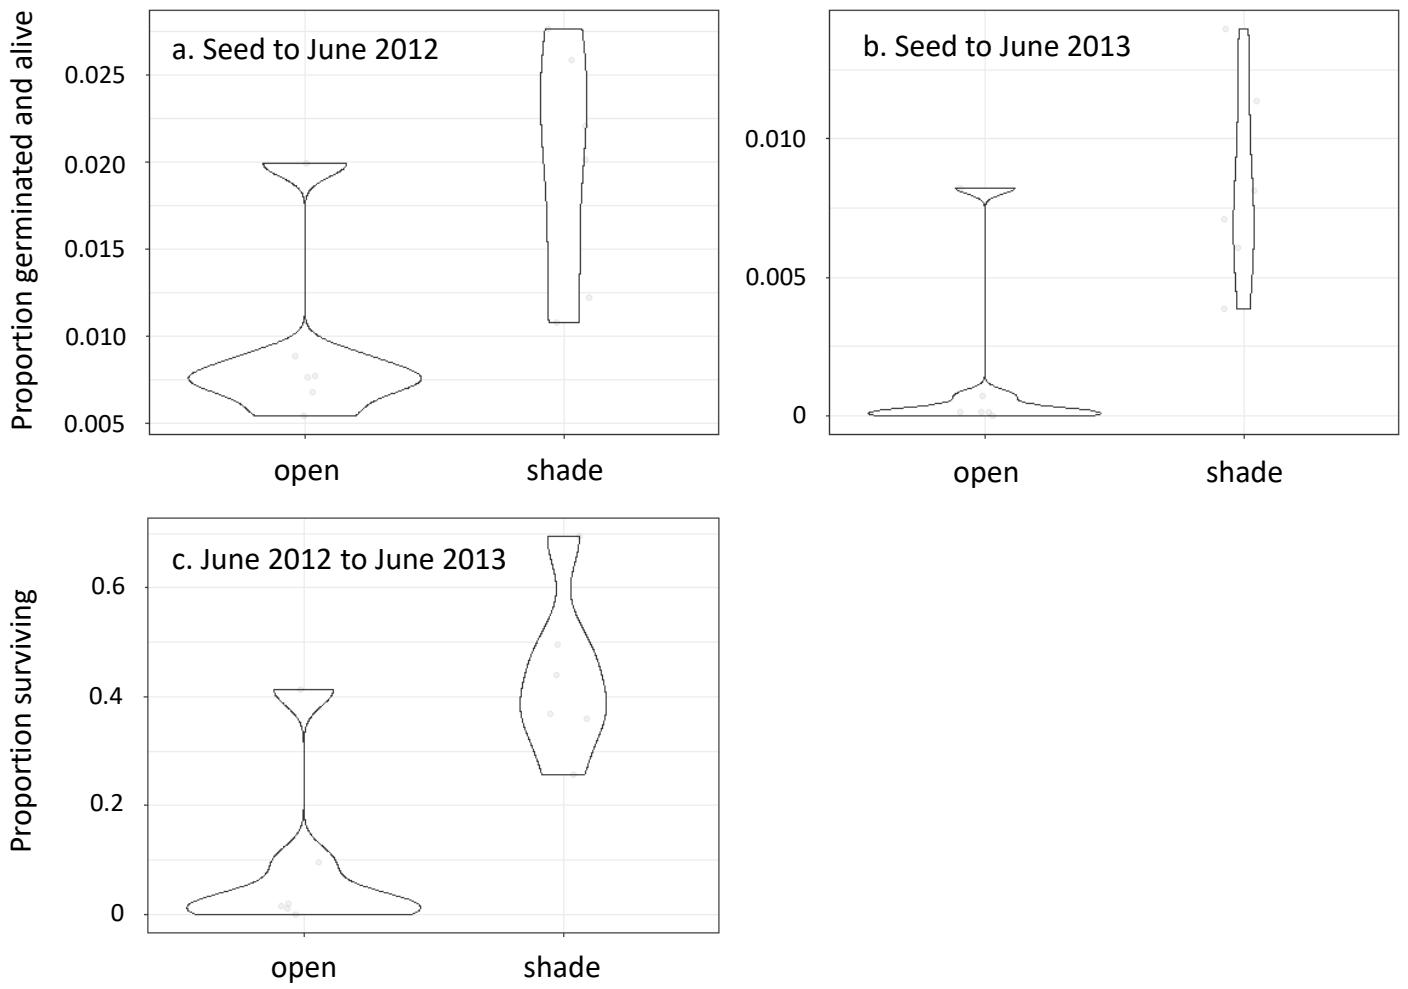 Proportion germinated and alive
a. Seed to June 2012
0.025
0.020
0.015
0.010
0.005
open
shade
b. Seed to June 2013
0.010
0.005
0
open
shade
Proportion surviving
c. June 2012 to June 2013
0.6
0.4
0.2
0
open
shade